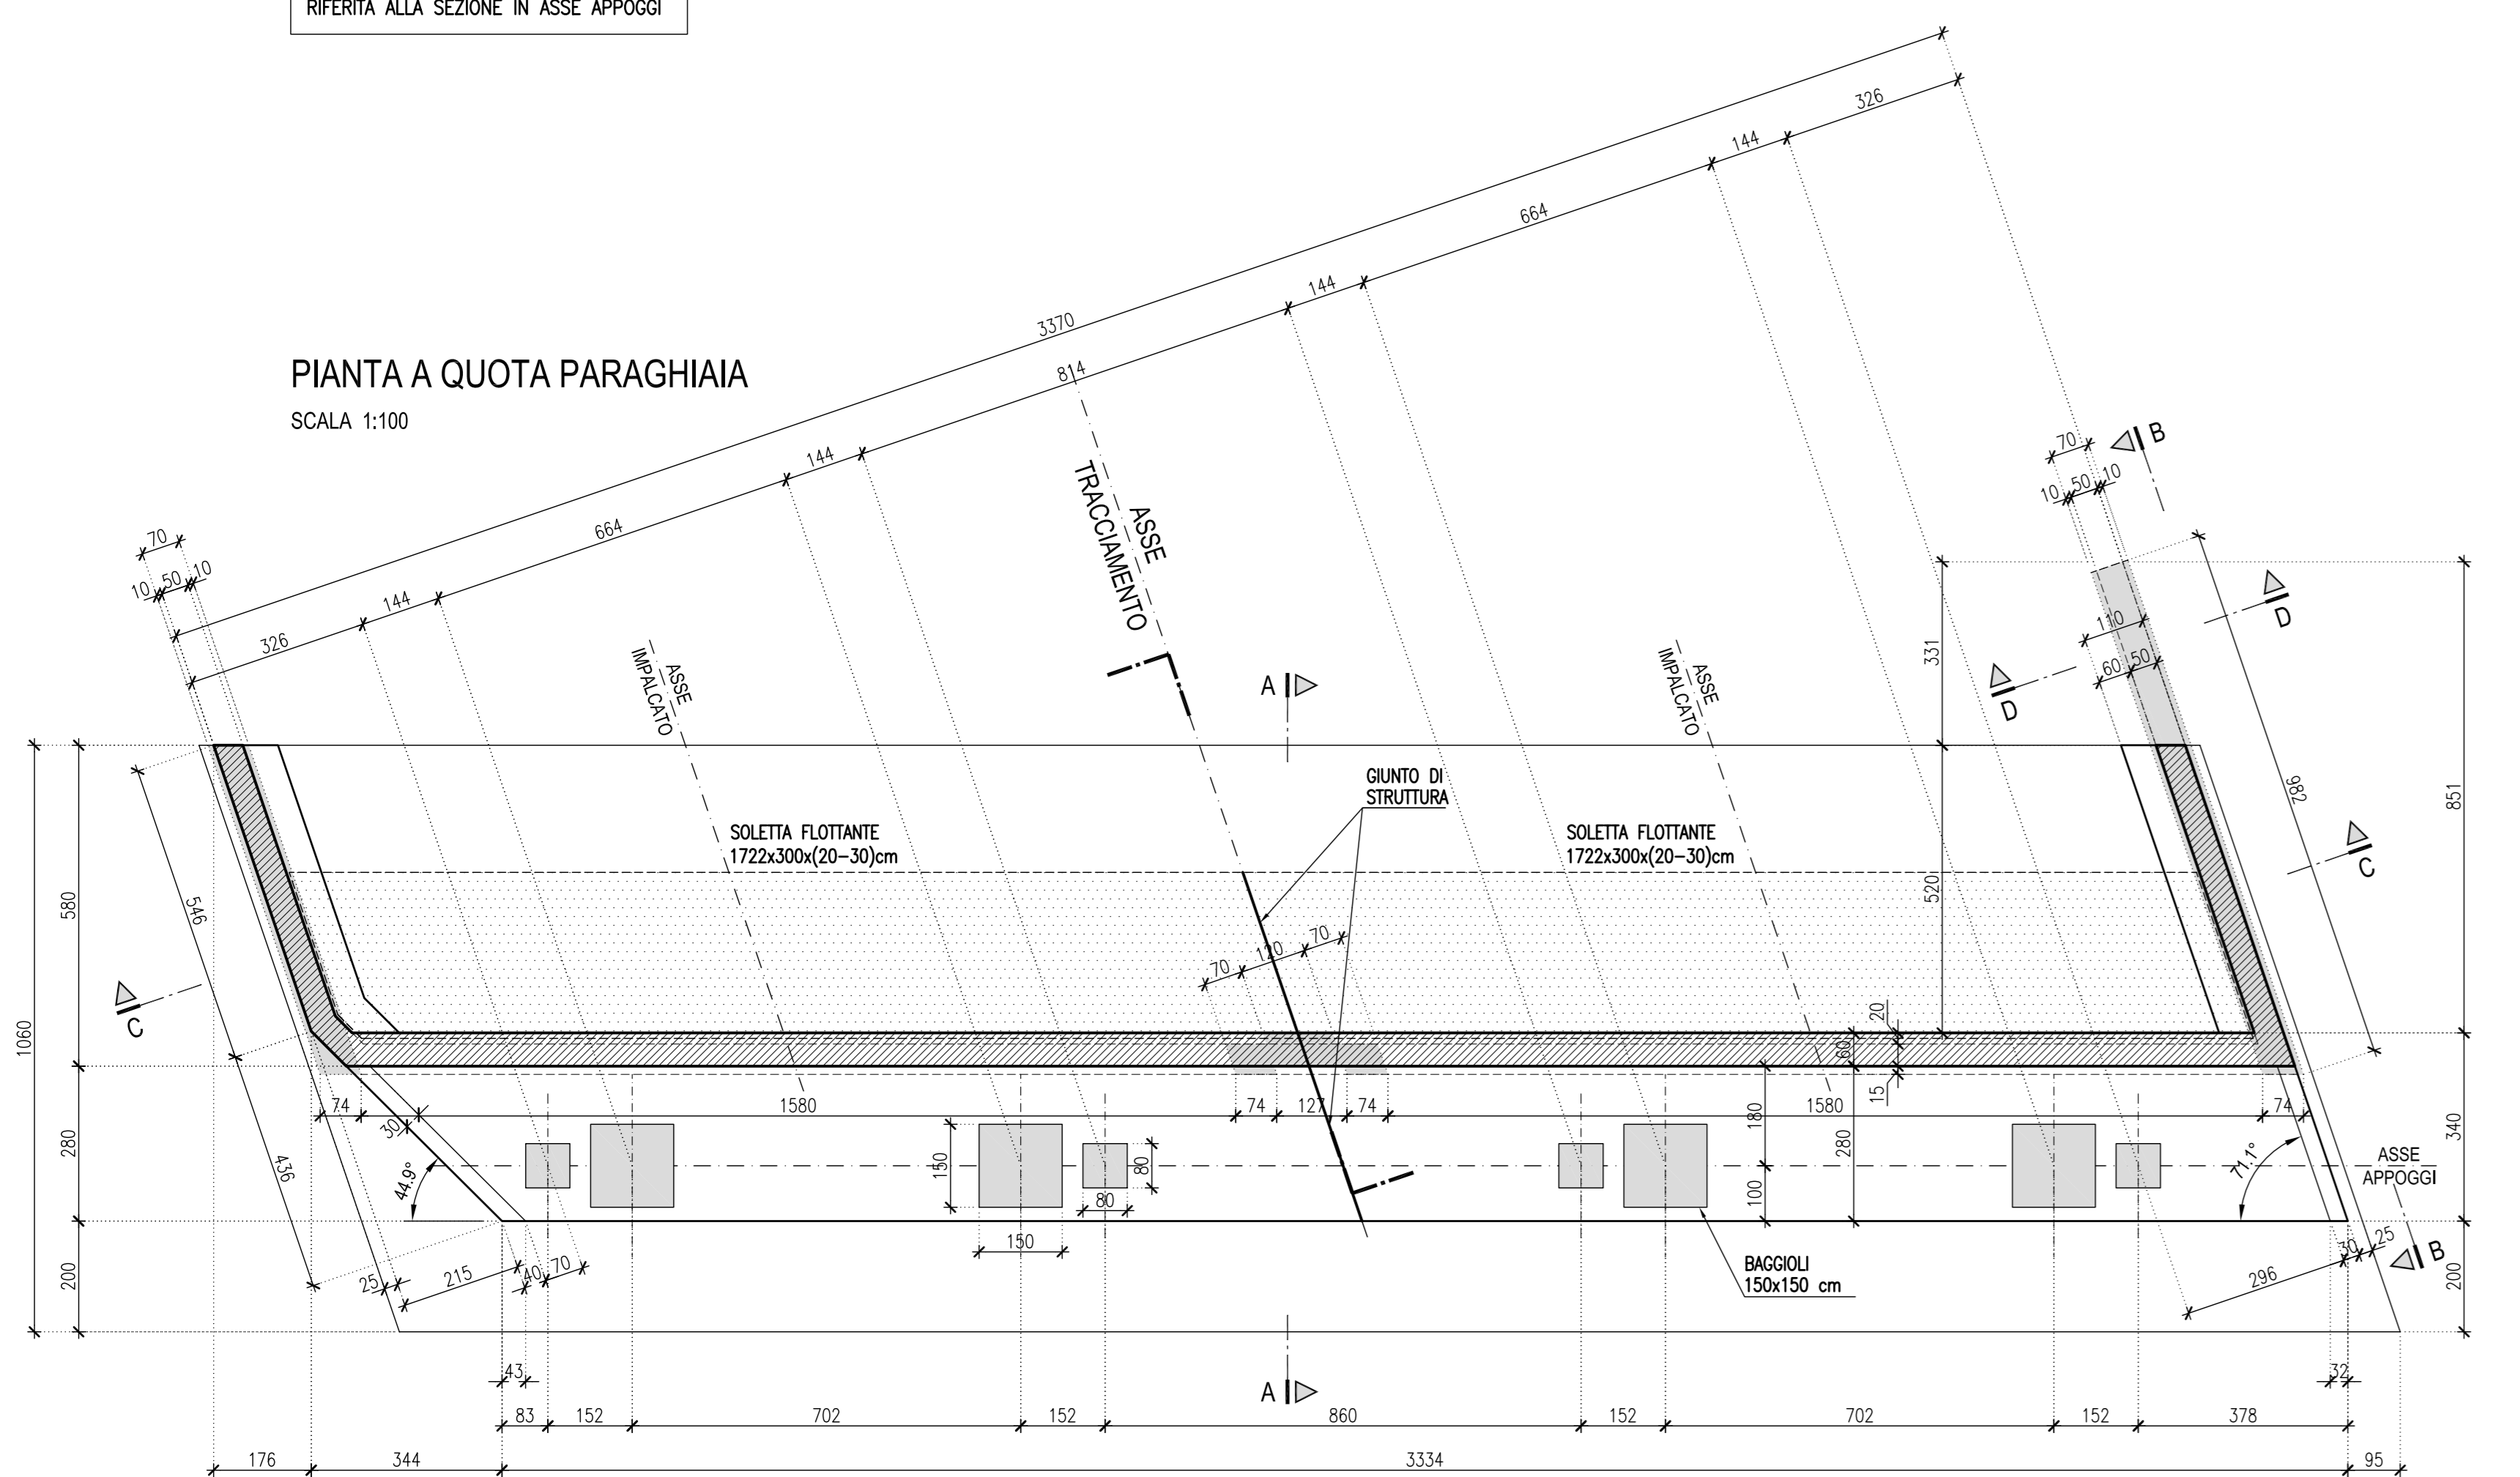 RIFERITA ALLA SEZIONE IN ASSE APPOGGI
326
144
664
144
3370
814
PIANTA A QUOTA PARAGHIAIA
SCALA 1:100
144
664
144
326
70
10 50 10
70
10 50 10
B
ASSE
TRACCIAMENTO
ASSE
IMPALCATO
ASSE
IMPALCATO
A
D
D
110
60 50
331
982
851
GIUNTO DI
STRUTTURA
SOLETTA FLOTTANTE
1722x300x(20-30)cm
SOLETTA FLOTTANTE
1722x300x(20-30)cm
C
C
580
546
520
70 120 70
1060
20
60
15
74
1580
74
127
74
1580
74
30
180
280
340
280
436
44.9°
150
80
80
150
100
71.1°
ASSE
APPOGGI
200
25
215
40
70
BAGGIOLI
150x150 cm
296
30
25
B
200
43
A
32
83
152
702
152
860
152
702
152
378
176
344
3334
95